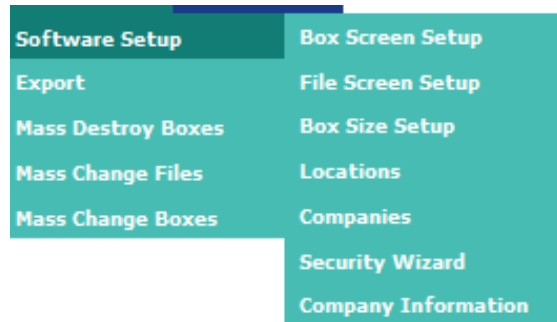 Software Setup
Export
Mass Destroy Boxes
Mass Change Files
Mass Change Boxes
Box Screen Setup
File Screen Setup
Box Size Setup
Locations
Companies
Security Wizard
Company Information